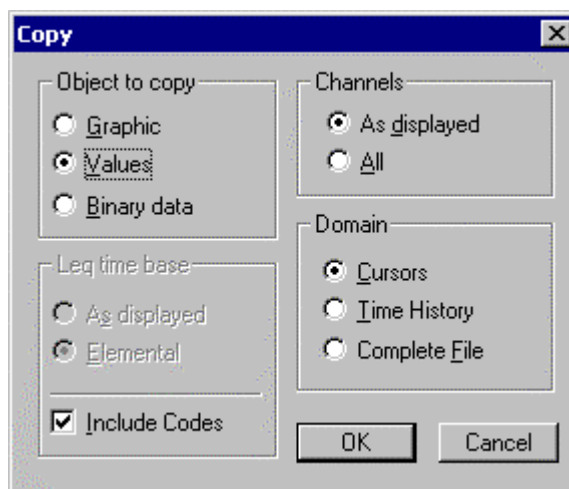 Copy
Object to copy
Graphic
Values
Binary data
Leq time base
As displayed
Elemental
Include Codes
Channels
As displayed
All
Domain
Cursors
Time History
Complete File
OK
Cancel